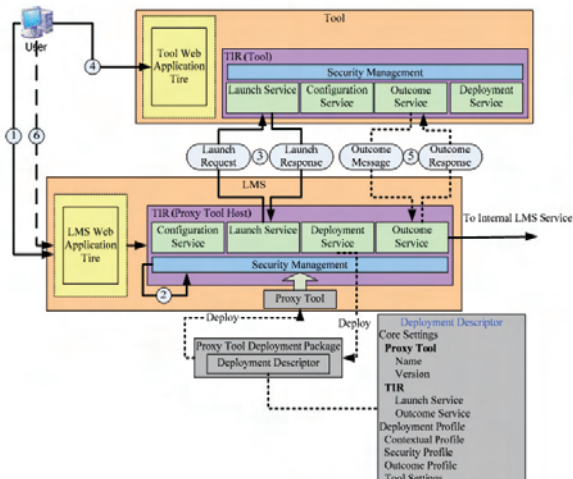 Tool
User
Tool Web
Application
Tire
TIR (Tool)
Security Management
Launch Service
Configuration
Service
Outcome
Service
Deployment
Service
4
1
6
Launch
Request
3
Launch
Response
Outcome
Message
5
Outcome
Response
LMS
LMS Web
Application
Tire
TIR (Proxy Tool Host)
Configuration
Service
Launch Service
Deployment
Service
Outcome
Service
To Internal LMS Service
Security Management
2
Proxy Tool
Deploy
Deploy
Proxy Tool Deployment Package
Deployment Descriptor
Deployment Descriptor
Core Settings
Proxy Tool
Name
Version
TIR
Launch Service
Outcome Service
Deployment Profile
Contextual Profile
Security Profile
Outcome Profile
Tool Settings